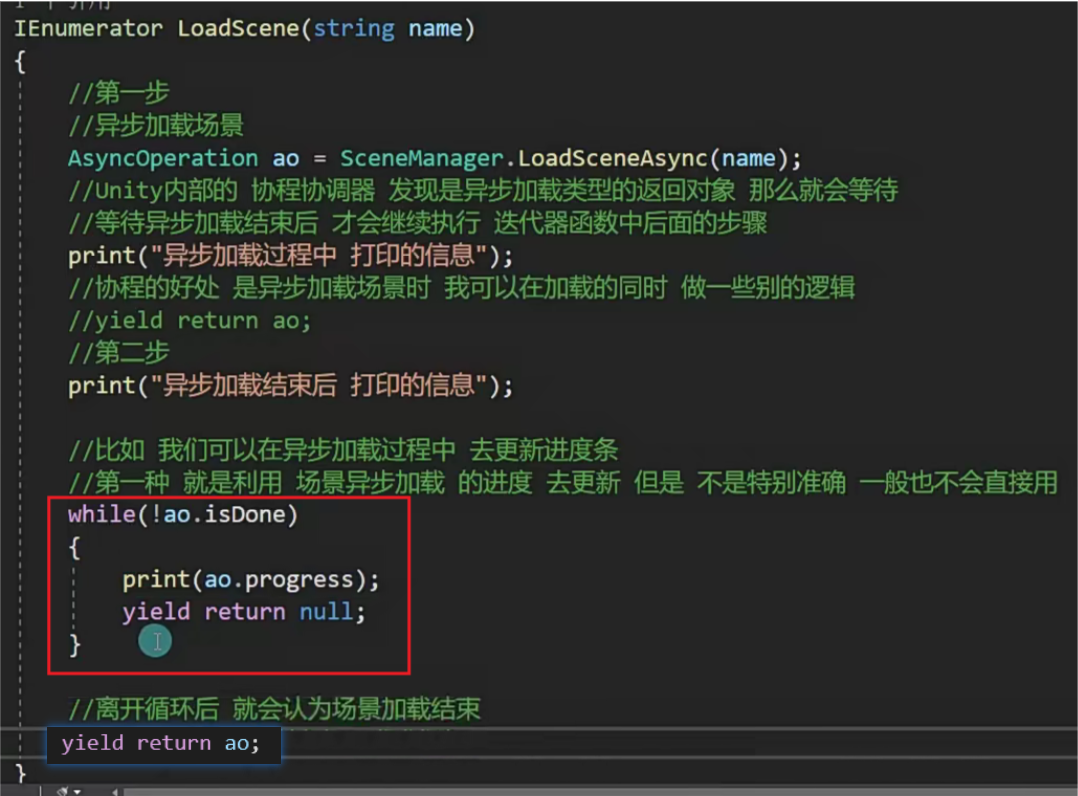 IEnumerator LoadScene(string name)
{
//第一步
//异步加载场景
AsyncOperation ao = SceneManager.LoadSceneAsync(name);
//Unity内部的 协程协调器 发现是异步加载类型的返回对象 那么就会等待
//等待异步加载结束后 才会继续执行 迭代器函数中后面的步骤
print("异步加载过程中 打印的信息");
//协程的好处 是异步加载场景时 我可以在加载的同时 做一些别的逻辑
//yield return ao;
//第二步
print("异步加载结束后 打印的信息");
//比如 我们可以在异步加载过程中 去更新进度条
//第一种 就是利用 场景异步加载 的进度 去更新 但是 不是特别准确 一般也不会直接用
while(!ao.isDone)
{
print(ao.progress);
yield return null;
}
//离开循环后 就会认为场景加载结束
yield return ao;
}